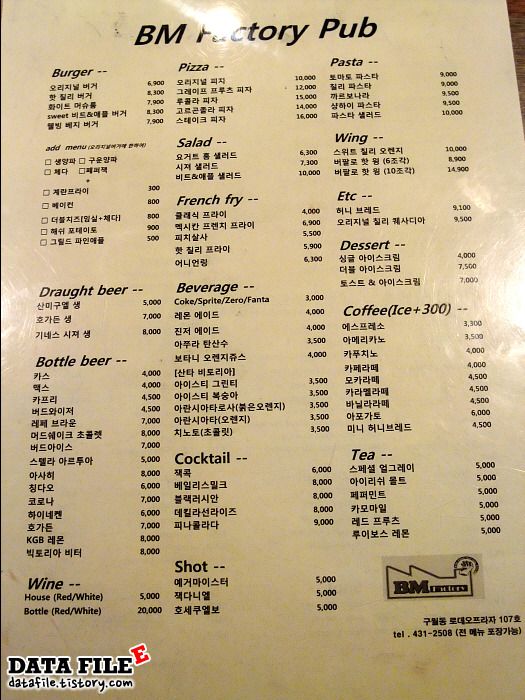 BM Factory Pub
Burger --
오리지널 버거 6,900
핫 칠리 버거 8,300
화이트 머슈룸 7,900
sweet 비트&애플 버거 8,300
웰빙 베지 버거 7,900
add menu (오리지널버거에 한하여)
□ 생양파 □ 구운양파
□ 체다 □페퍼잭
+
□ 계란프라이 300
□ 베이컨 800
□ 더블치즈(임실+체다) 800
□ 해쉬 포테이토 900
□ 그릴드 파인애플 500
Draught beer --
산미구엘 생 5,000
호가든 생 7,000
기네스 시져 생 8,000
Bottle beer --
카스 4,000
맥스 4,000
카프리 4,500
버드와이저 4,500
레페 브라운 7,000
머드쉐이크 초콜렛 8,000
버드아이스 7,000
스텔라 아르투아 5,000
아사히 8,000
칭다오 6,000
코로나 7,000
하이네켄 6,000
호가든 7,000
KGB 레몬 8,000
빅토리아 비터 8,000
Wine --
House (Red/White) 5,000
Bottle (Red/White) 20,000
Pizza --
오리지널 피자 10,000
그레이프 프루츠 피자 12,000
루콜라 피자 15,000
고르곤졸라 피자 14,000
스테이크 피자 16,000
Salad --
요거트 홈 샐러드 6,300
시져 샐러드 7,300
비트&애플 샐러드 10,000
French fry --
클래식 프라이 4,000
멕시칸 프렌치 프라이 6,000
피치살사 5,500
핫 칠리 프라이 5,900
어니언링 6,300
Beverage --
Coke/Sprite/Zero/Fanta 3,000
레몬 에이드 4,000
진저 에이드 4,000
아쭈라 탄산수 3,500
보타니 오렌지쥬스 4,000
[산타 비토리아]
아이스티 그린티 3,500
아이스티 복숭아 3,500
아란시아타로사(붉은오렌지) 3,500
아란시아타(오렌지) 3,500
치노토(초콜릿) 3,500
Cocktail --
잭콕 6,000
베일리스밀크 8,000
블랙러시안 8,000
데킬라선라이즈 8,000
피나콜라다 9,000
Shot --
예거마이스터 5,000
잭다니엘 5,000
호세쿠엘보 5,000
Pasta --
토마토 파스타 9,000
칠리 파스타 9,000
까르보나라 9,500
상하이 파스타 9,500
파스타 샐러드 10,000
Wing --
스위트 칠리 오렌지 10,000
버팔로 핫 윙 (6조각) 8,900
버팔로 핫 윙 (10조각) 14,900
Etc --
허니 브레드 9,100
오리지널 칠리 퀘사디아 9,500
Dessert --
싱글 아이스크림 4,000
더블 아이스크림 7,500
토스트 & 아이스크림 7,000
Coffee(Ice+300) --
에스프레소 3,300
아메리카노 3,500
카푸치노 4,000
카페라떼 4,000
모카라떼 4,500
카라멜라떼 4,500
바닐라라떼 4,500
아포가토 6,000
미니 허니브레드 4,500
Tea --
스페셜 얼그레이 5,000
아이리쉬 몰트 5,000
페퍼민트 5,000
카모마일 5,000
레드 프루츠 5,000
루이보스 레몬 5,000
BM FACTORY
구월동 로데오프라자 107호
tel . 431-2508 (전 메뉴 포장가능)
DATA FILE E
datafile.tistory.com